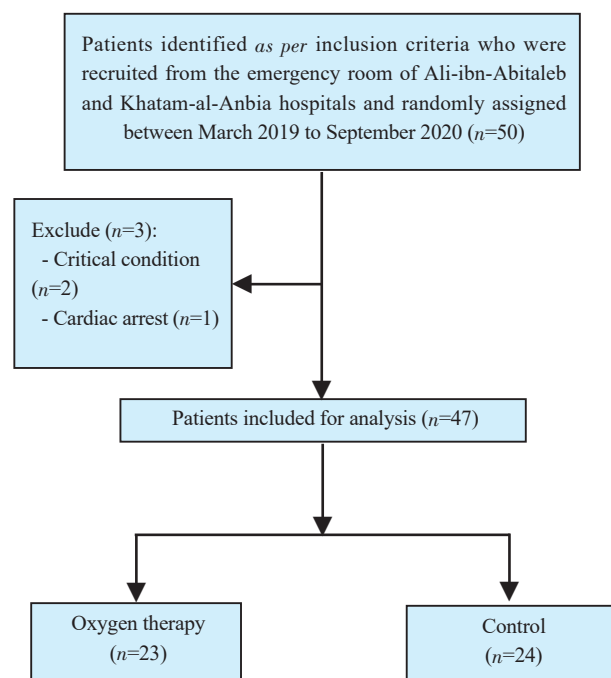 Patients identified as per inclusion criteria who were
recruited from the emergency room of Ali-ibn-Abitaleb
and Khatam-al-Anbia hospitals and randomly assigned
between March 2019 to September 2020 (n=50)
Exclude (n=3):
- Critical condition
(n=2)
- Cardiac arrest (n=1)
Patients included for analysis (n=47)
Oxygen therapy
(n=23)
Control
(n=24)